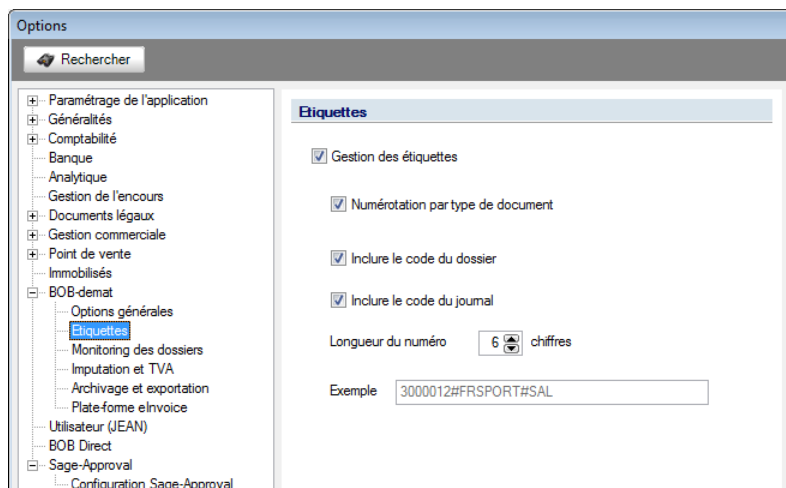 Options
Rechercher
Paramétrage de l'application
Généralités
Comptabilité
Banque
Analytique
Gestion de l'encours
Documents légaux
Gestion commerciale
Point de vente
Immobilisés
BOB-demat
Options générales
Etiquettes
Monitoring des dossiers
Imputation et TVA
Archivage et exportation
Plate-forme eInvoice
Utilisateur (JEAN)
BOB Direct
Sage-Approval
Configuration Sage-Approval
Etiquettes
Gestion des étiquettes
Numérotation par type de document
Inclure le code du dossier
Inclure le code du journal
Longueur du numéro 6 chiffres
Exemple 3000012#FRSPORT#SAL